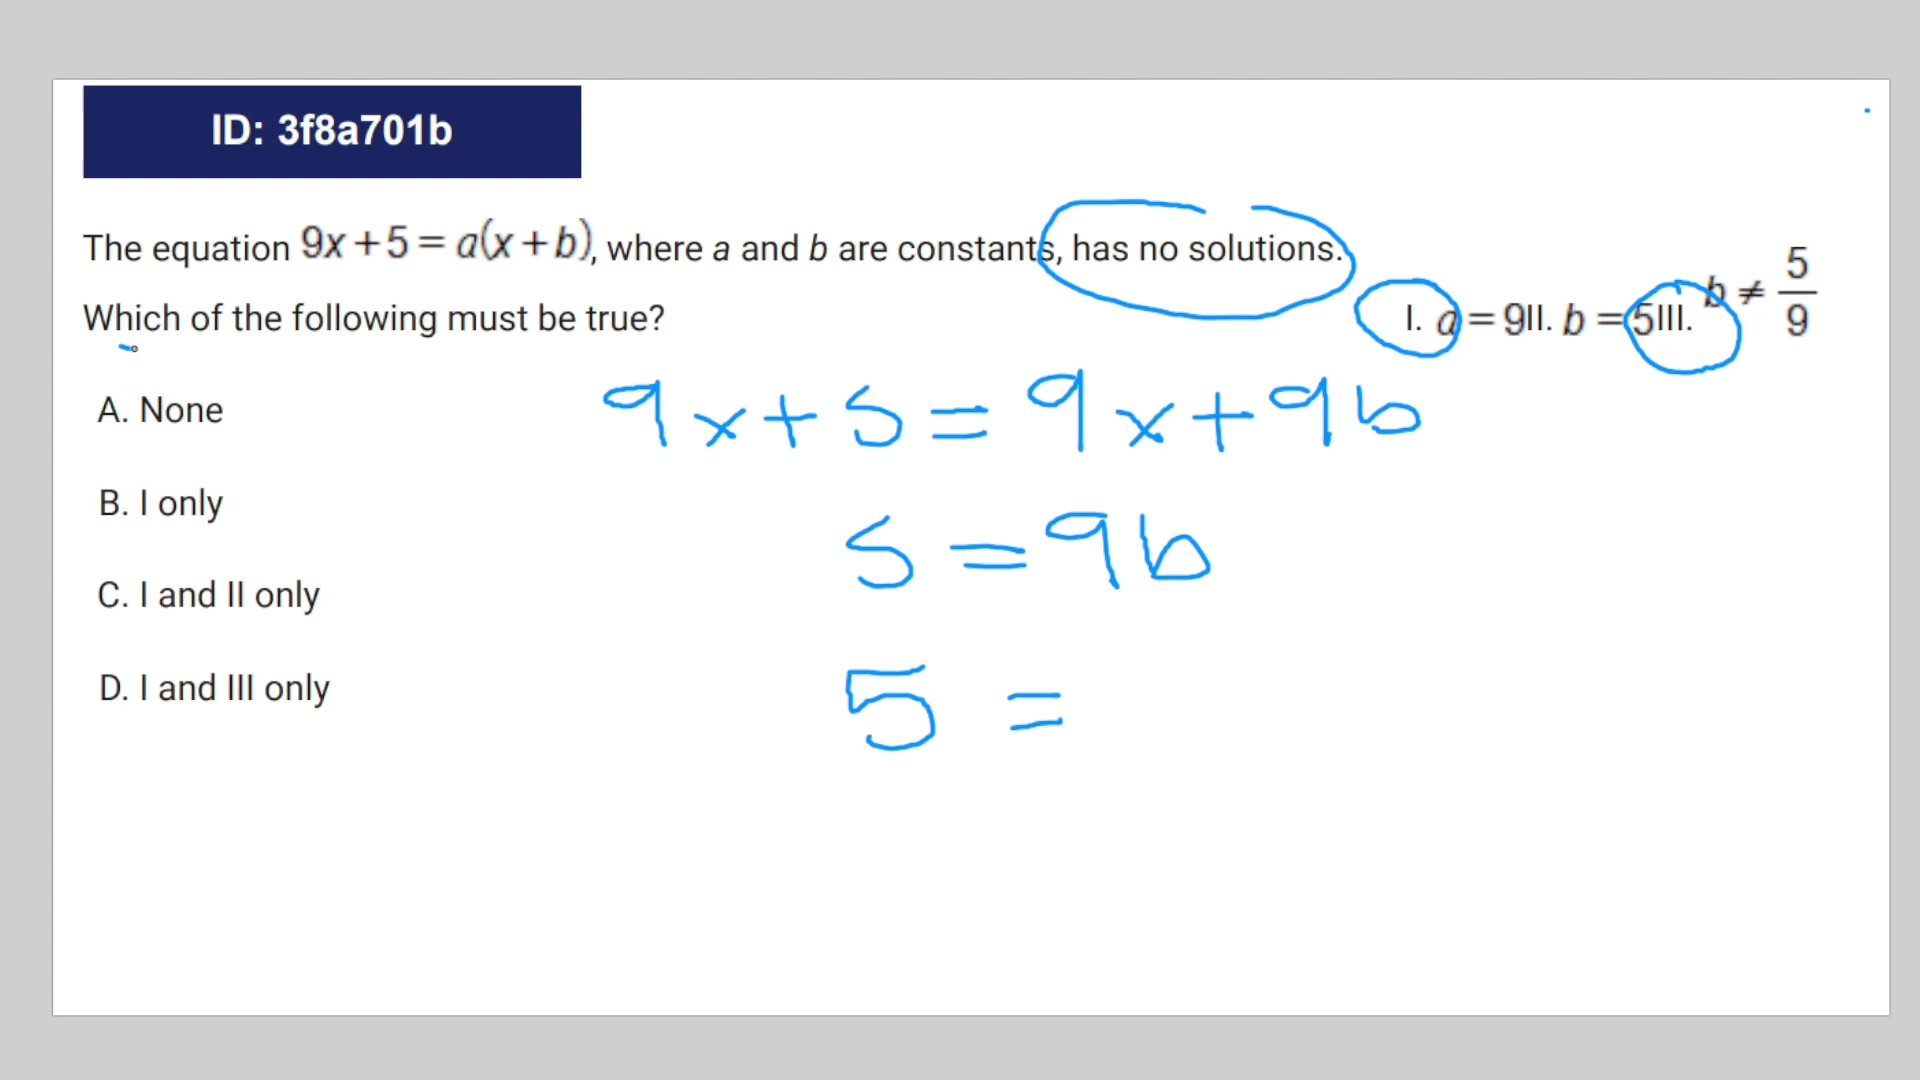 ID: 3f8a701b
The equation 9x+5=a(x+b), where a and b are constants, has no solutions.
Which of the following must be true?
I. a=9II. b=5III. b≠5/9
A. None
B. I only
C. I and II only
D. I and III only
9x+5=9x+9b
5=9b
5=